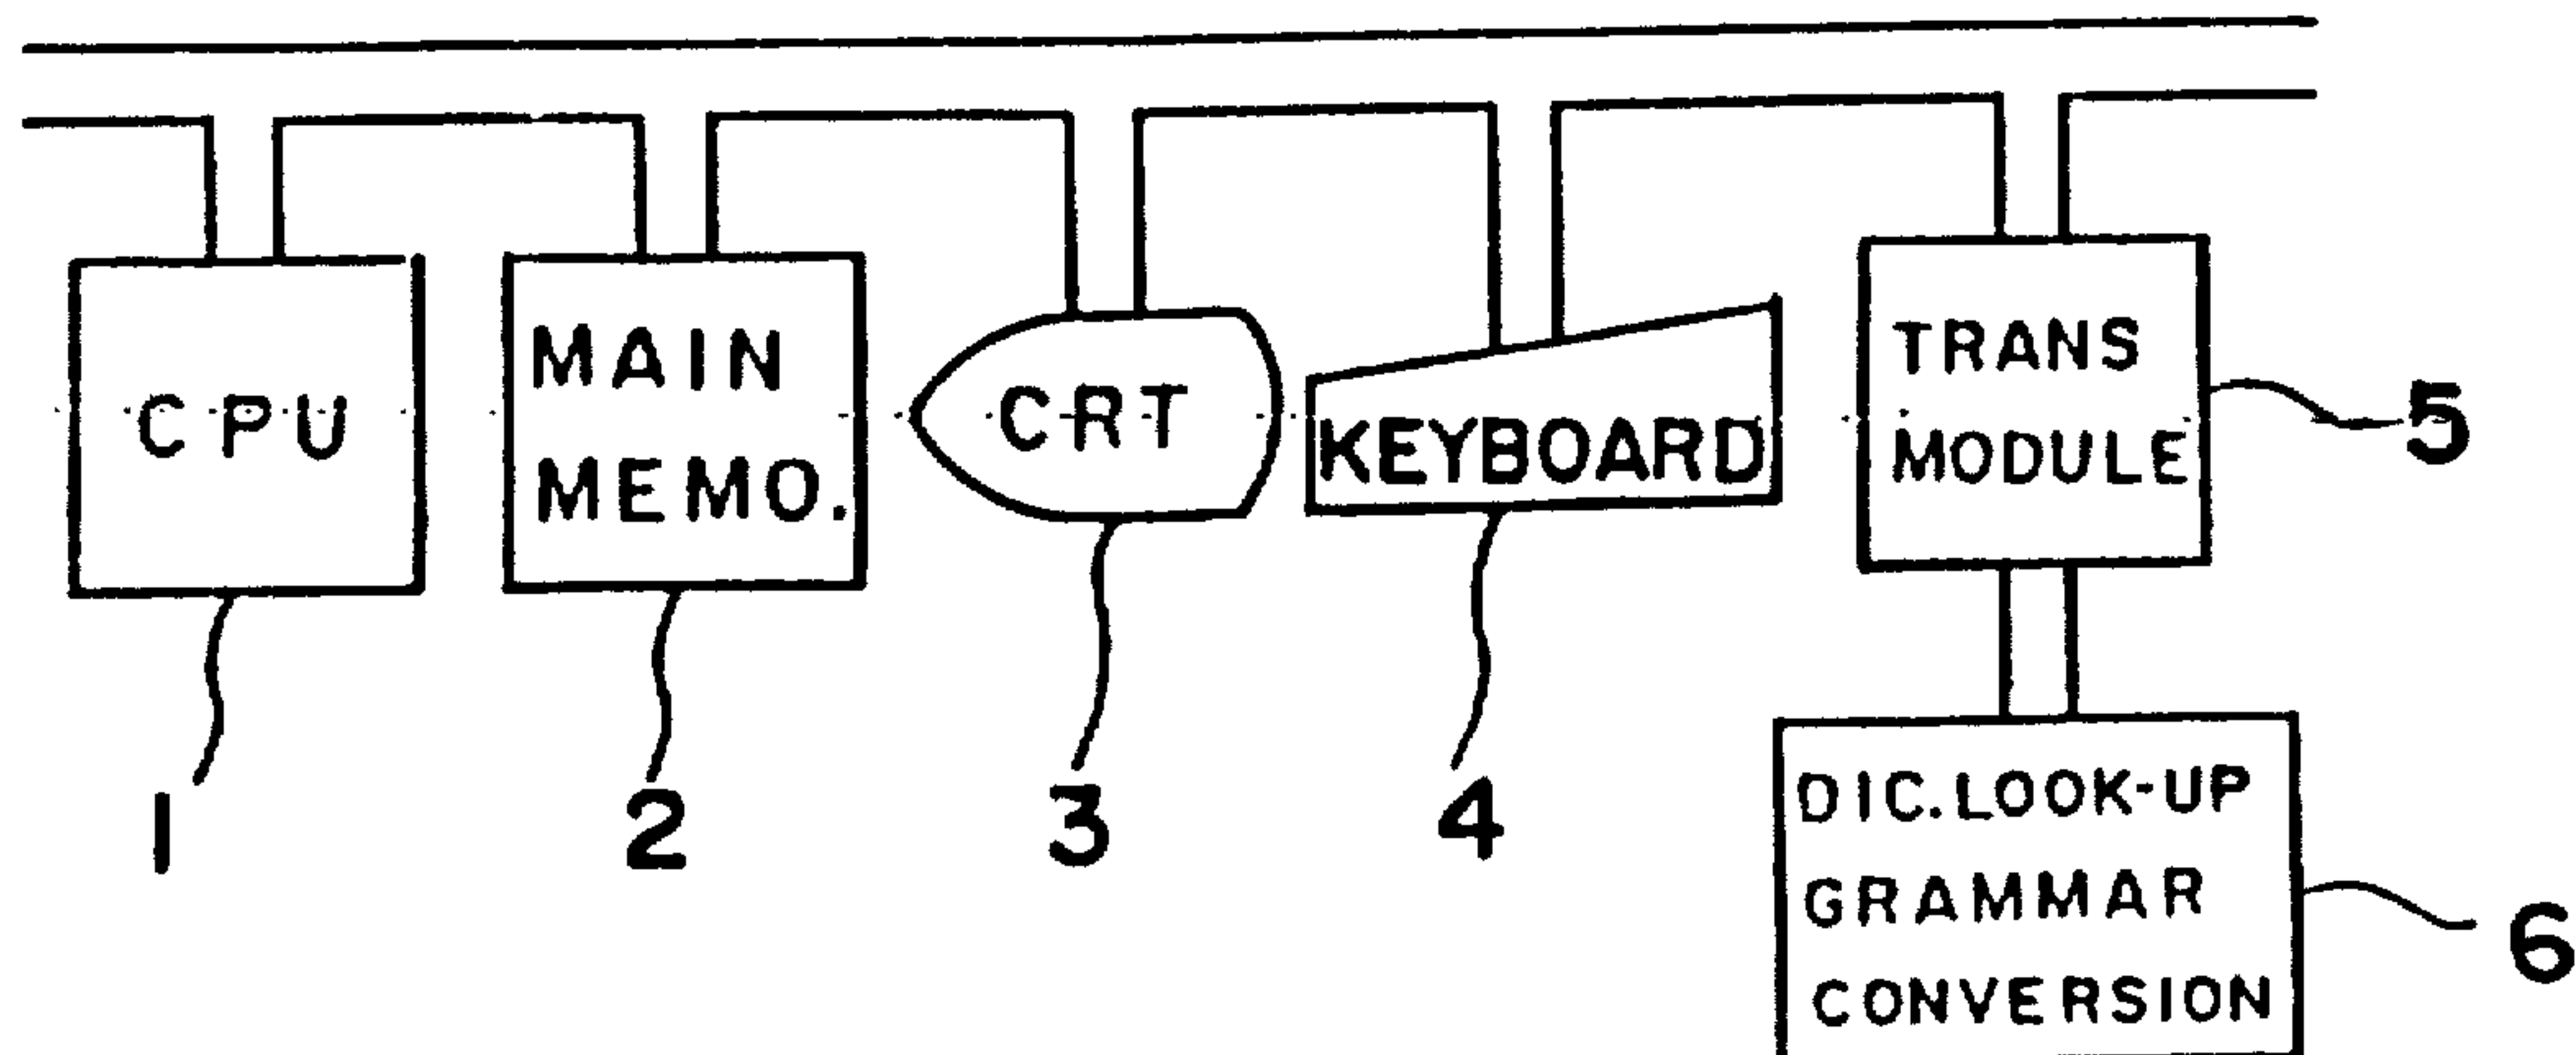 CPU
MAIN
MEMO.
CRT
KEYBOARD
TRANS
MODULE
5
1
2
3
4
DIC.LOOK-UP
GRAMMAR
CONVERSION
6